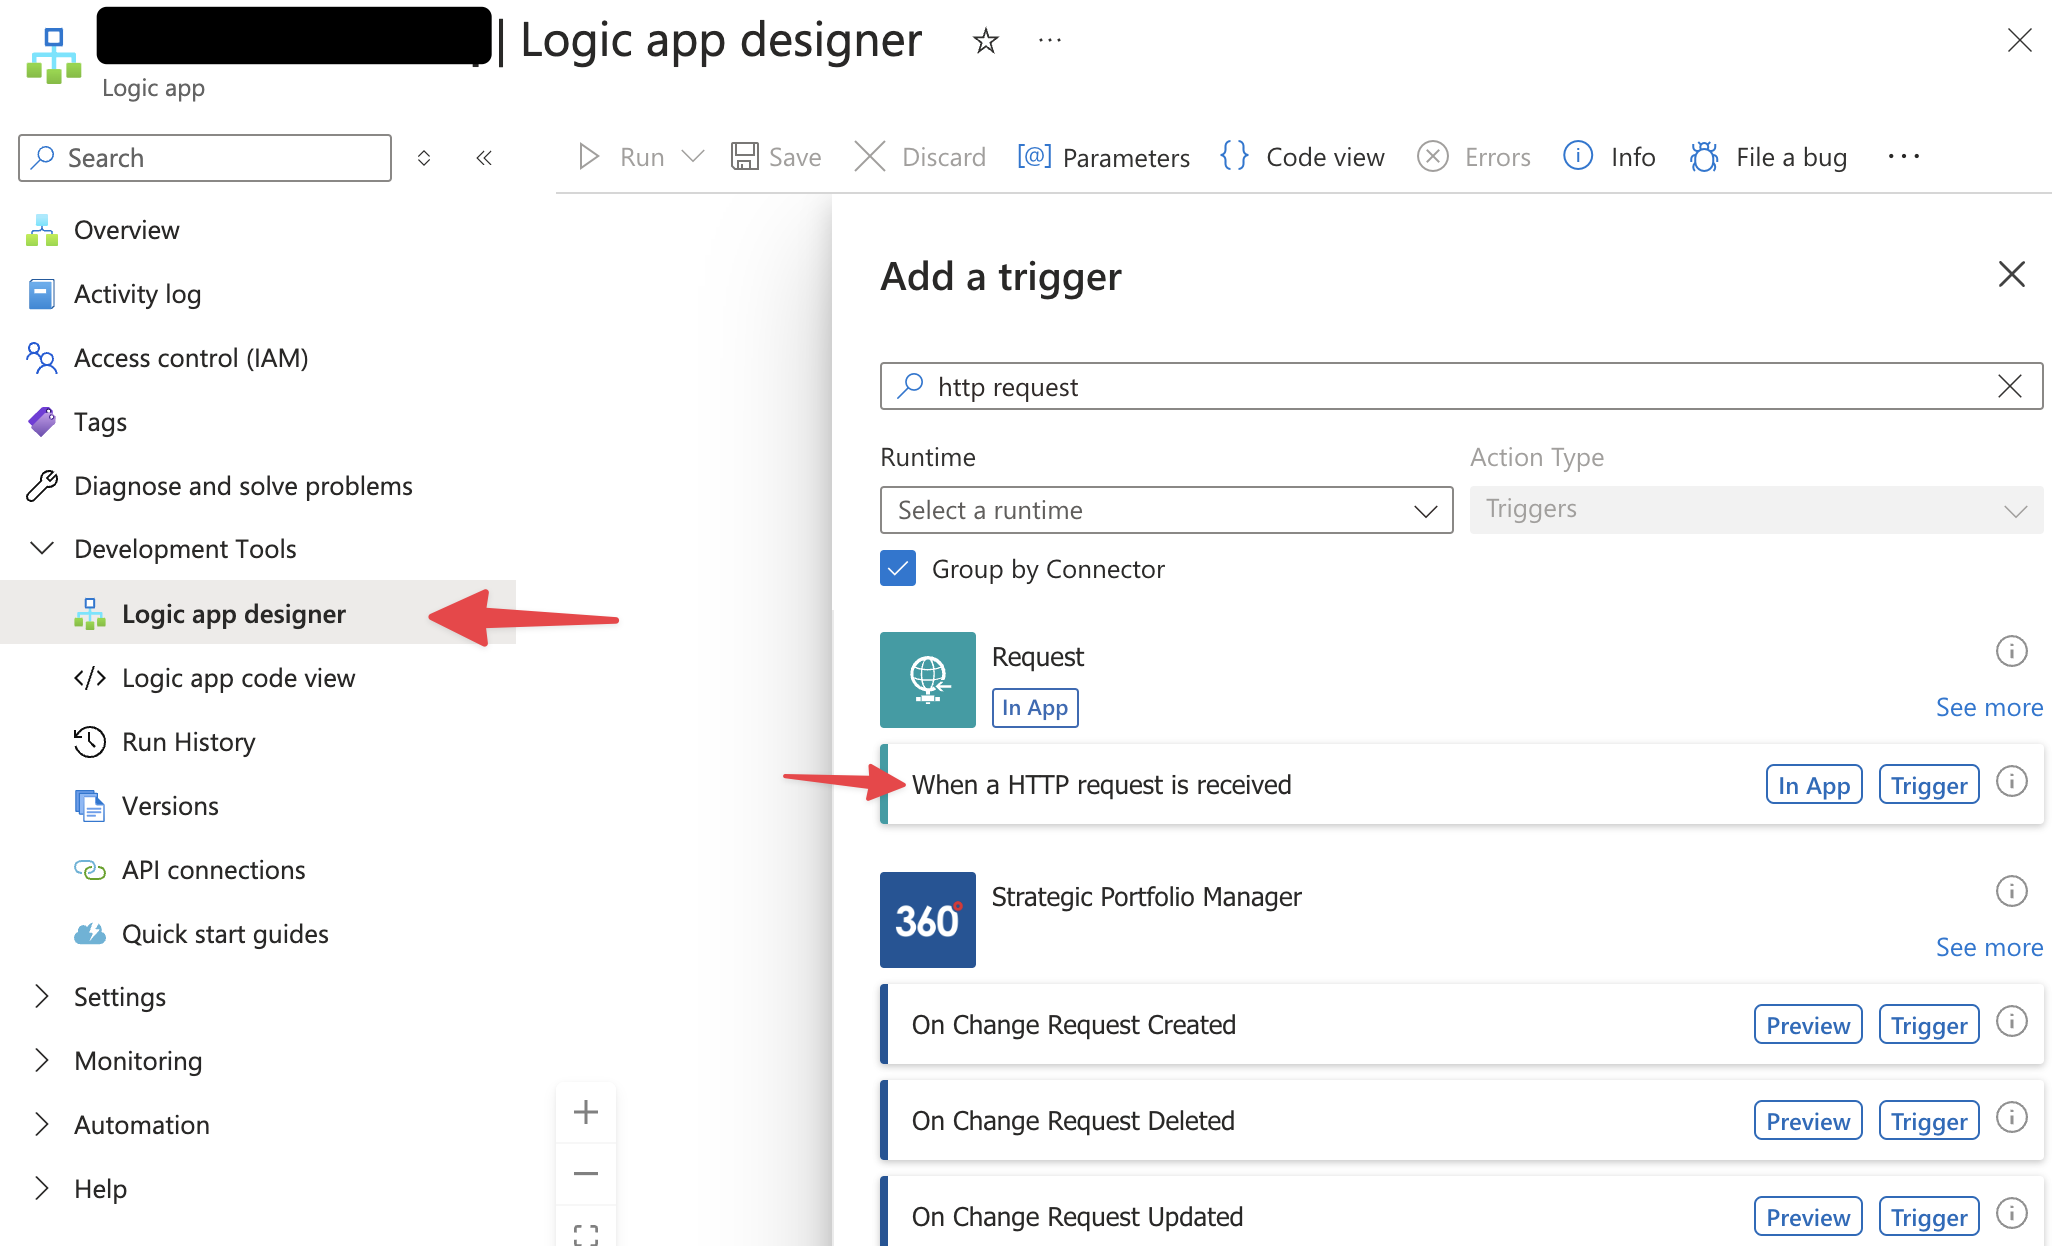 | Logic app designer
Logic app
Search
Run
Save
Discard
[@] Parameters
{} Code view
Errors
Info
File a bug
Overview
Activity log
Access control (IAM)
Tags
Diagnose and solve problems
Development Tools
Logic app designer
Logic app code view
Run History
Versions
API connections
Quick start guides
Settings
Monitoring
Automation
Help
Add a trigger
http request
Runtime
Action Type
Select a runtime
Triggers
Group by Connector
Request
In App
See more
When a HTTP request is received
In App
Trigger
360°
Strategic Portfolio Manager
See more
On Change Request Created
Preview
Trigger
On Change Request Deleted
Preview
Trigger
On Change Request Updated
Preview
Trigger